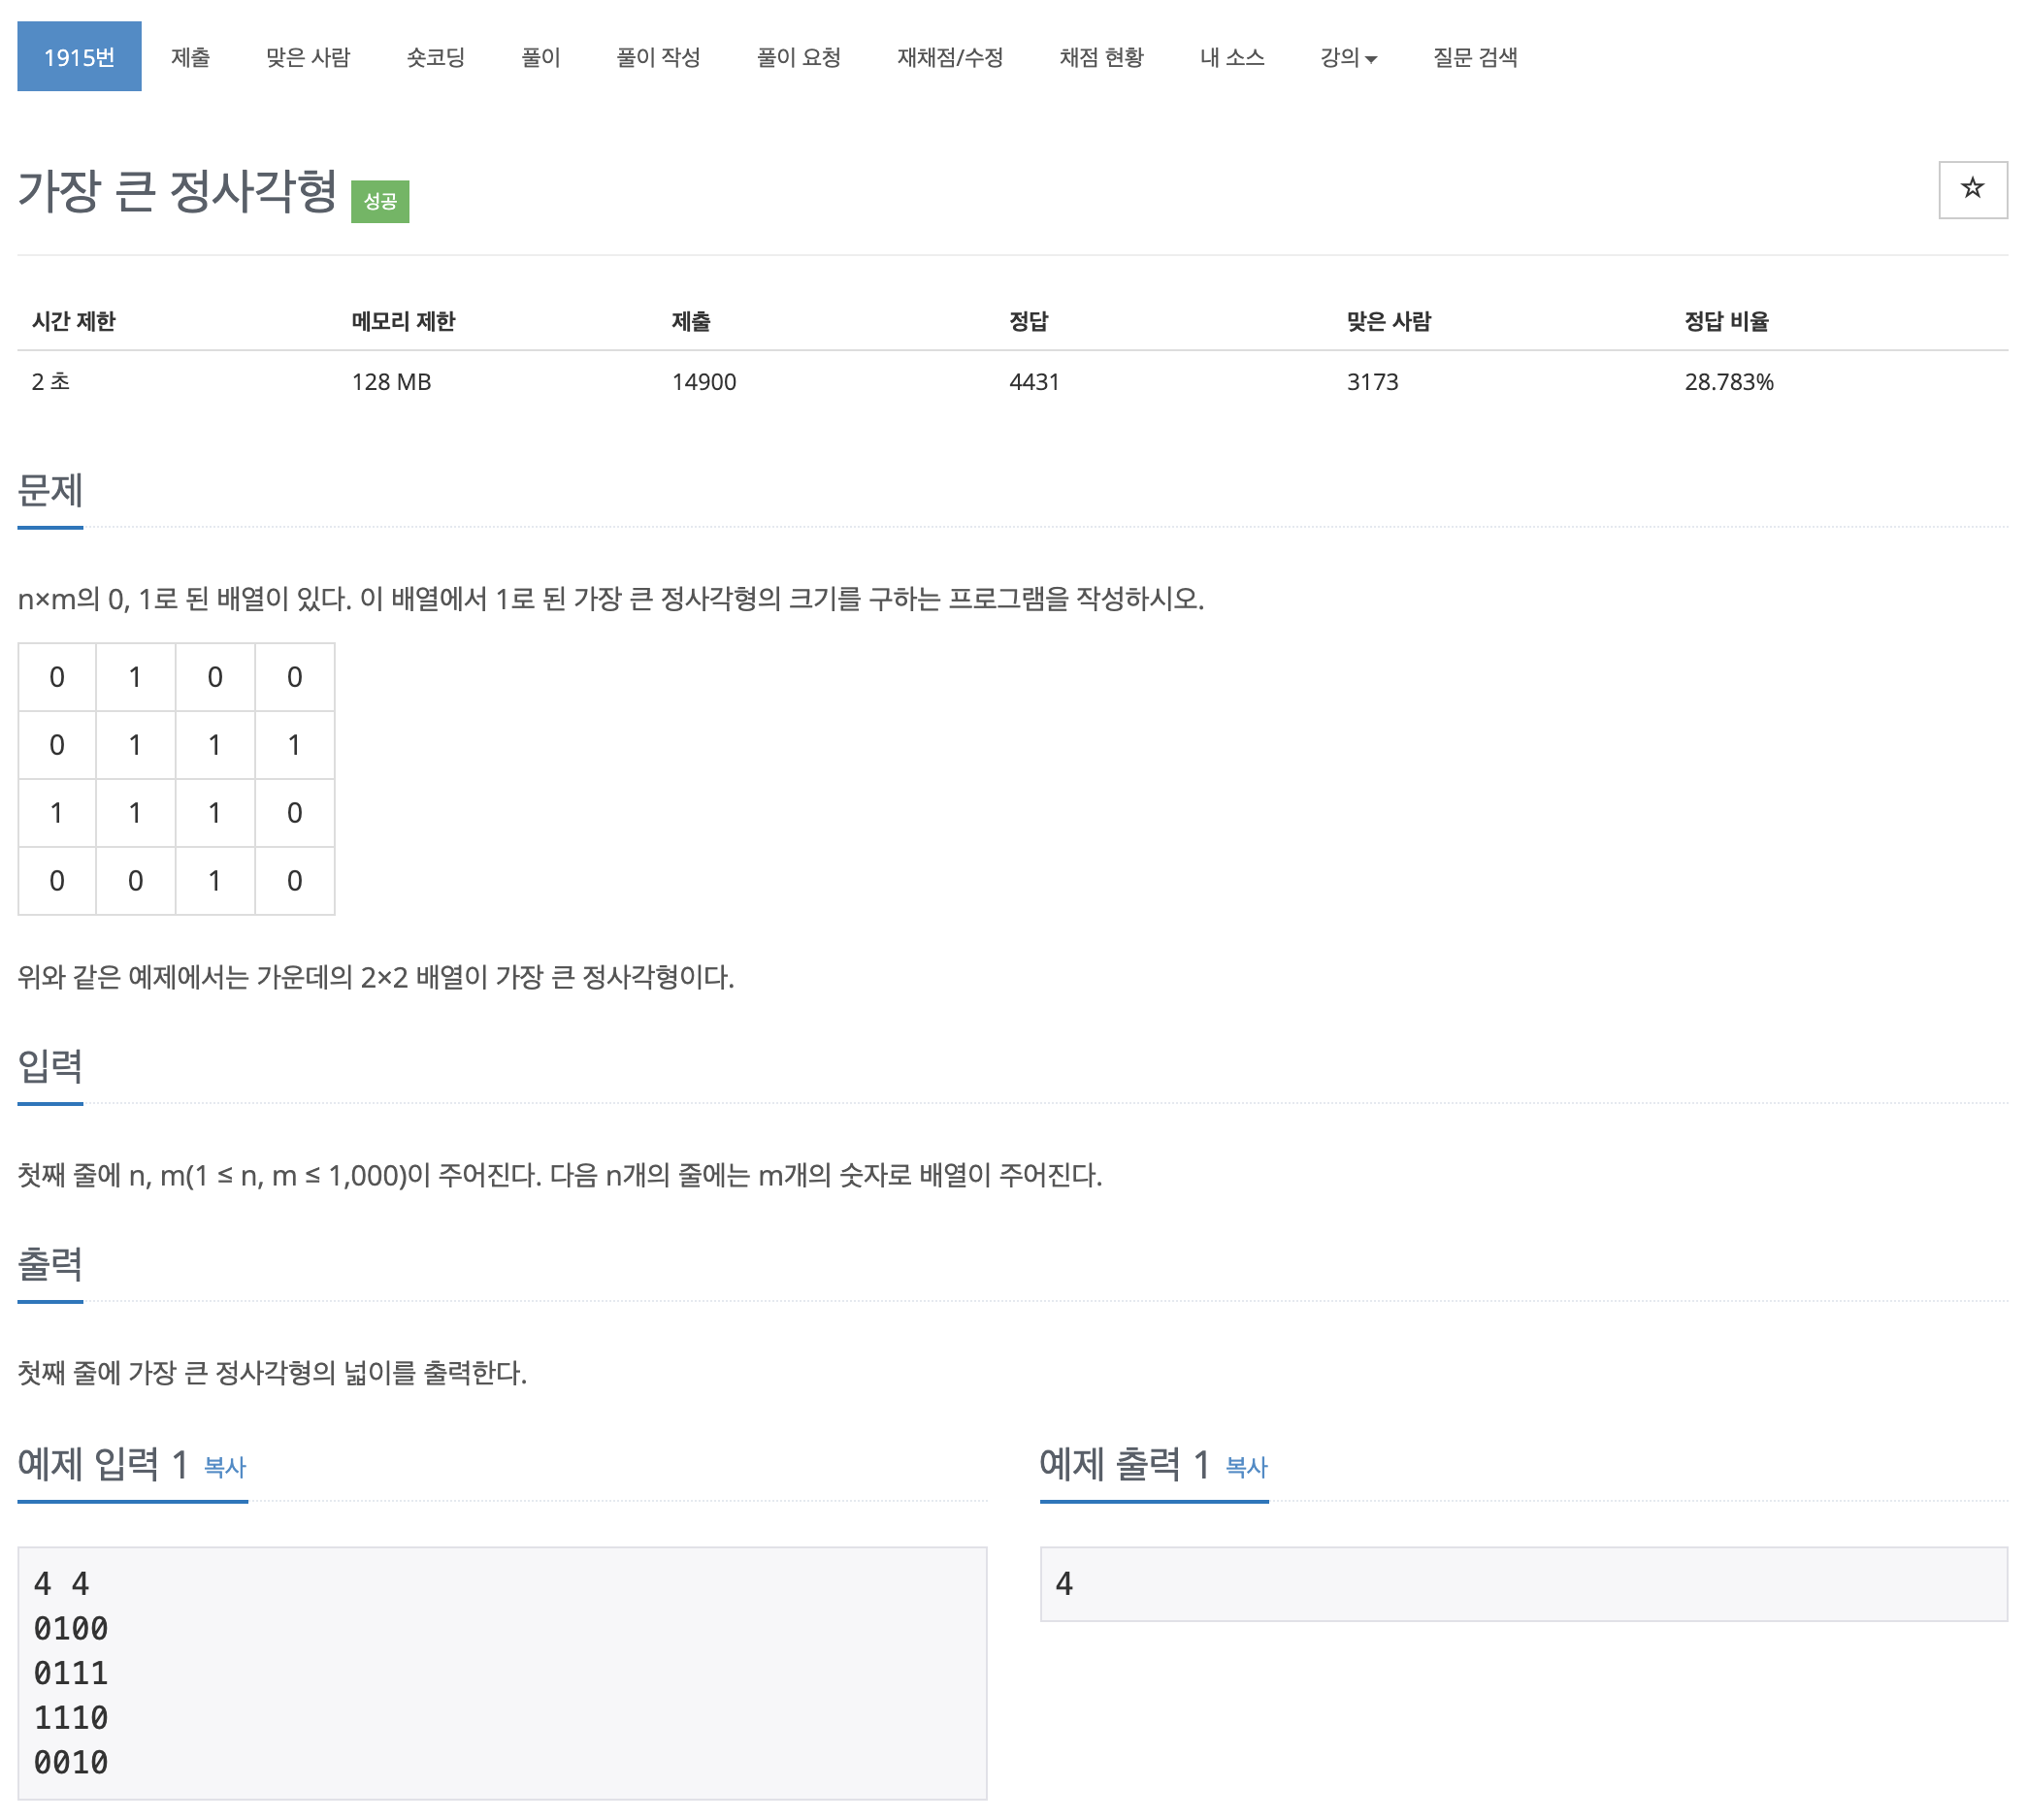 1915번 제출 맞은 사람 숏코딩 풀이 풀이 작성 풀이 요청 재채점/수정 채점 현황 내 소스 강의 질문 검색
가장 큰 정사각형 성공
시간 제한 메모리 제한 제출 정답 맞은 사람 정답 비율
2 초 128 MB 14900 4431 3173 28.783%
문제
n×m의 0, 1로 된 배열이 있다. 이 배열에서 1로 된 가장 큰 정사각형의 크기를 구하는 프로그램을 작성하시오.
0 1 0 0
0 1 1 1
1 1 1 0
0 0 1 0
위와 같은 예제에서는 가운데의 2×2 배열이 가장 큰 정사각형이다.
입력
첫째 줄에 n, m(1 ≤ n, m ≤ 1,000)이 주어진다. 다음 n개의 줄에는 m개의 숫자로 배열이 주어진다.
출력
첫째 줄에 가장 큰 정사각형의 넓이를 출력한다.
예제 입력 1 복사
4 4
0100
0111
1110
0010
예제 출력 1 복사
4